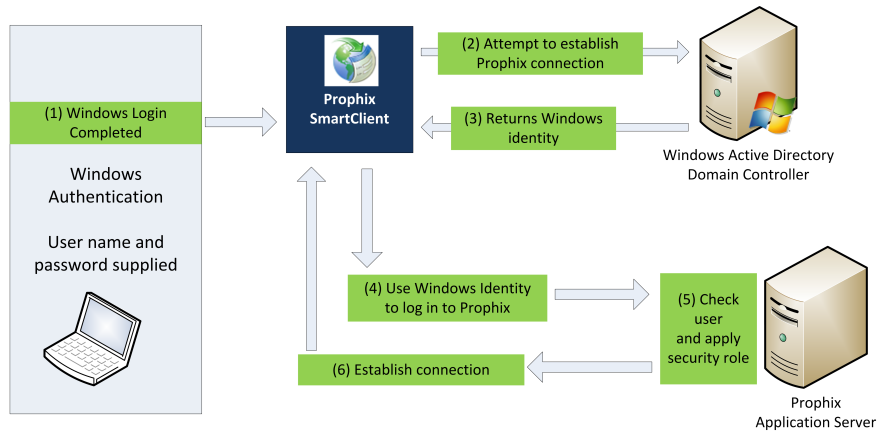 (1) Windows Login
Completed
Windows
Authentication
User name and
password supplied
Prophix
SmartClient
(2) Attempt to establish
Prophix connection
(3) Returns Windows
identity
Windows Active Directory
Domain Controller
(4) Use Windows Identity
to log in to Prophix
(5) Check
user
and apply
security role
(6) Establish connection
Prophix
Application Server